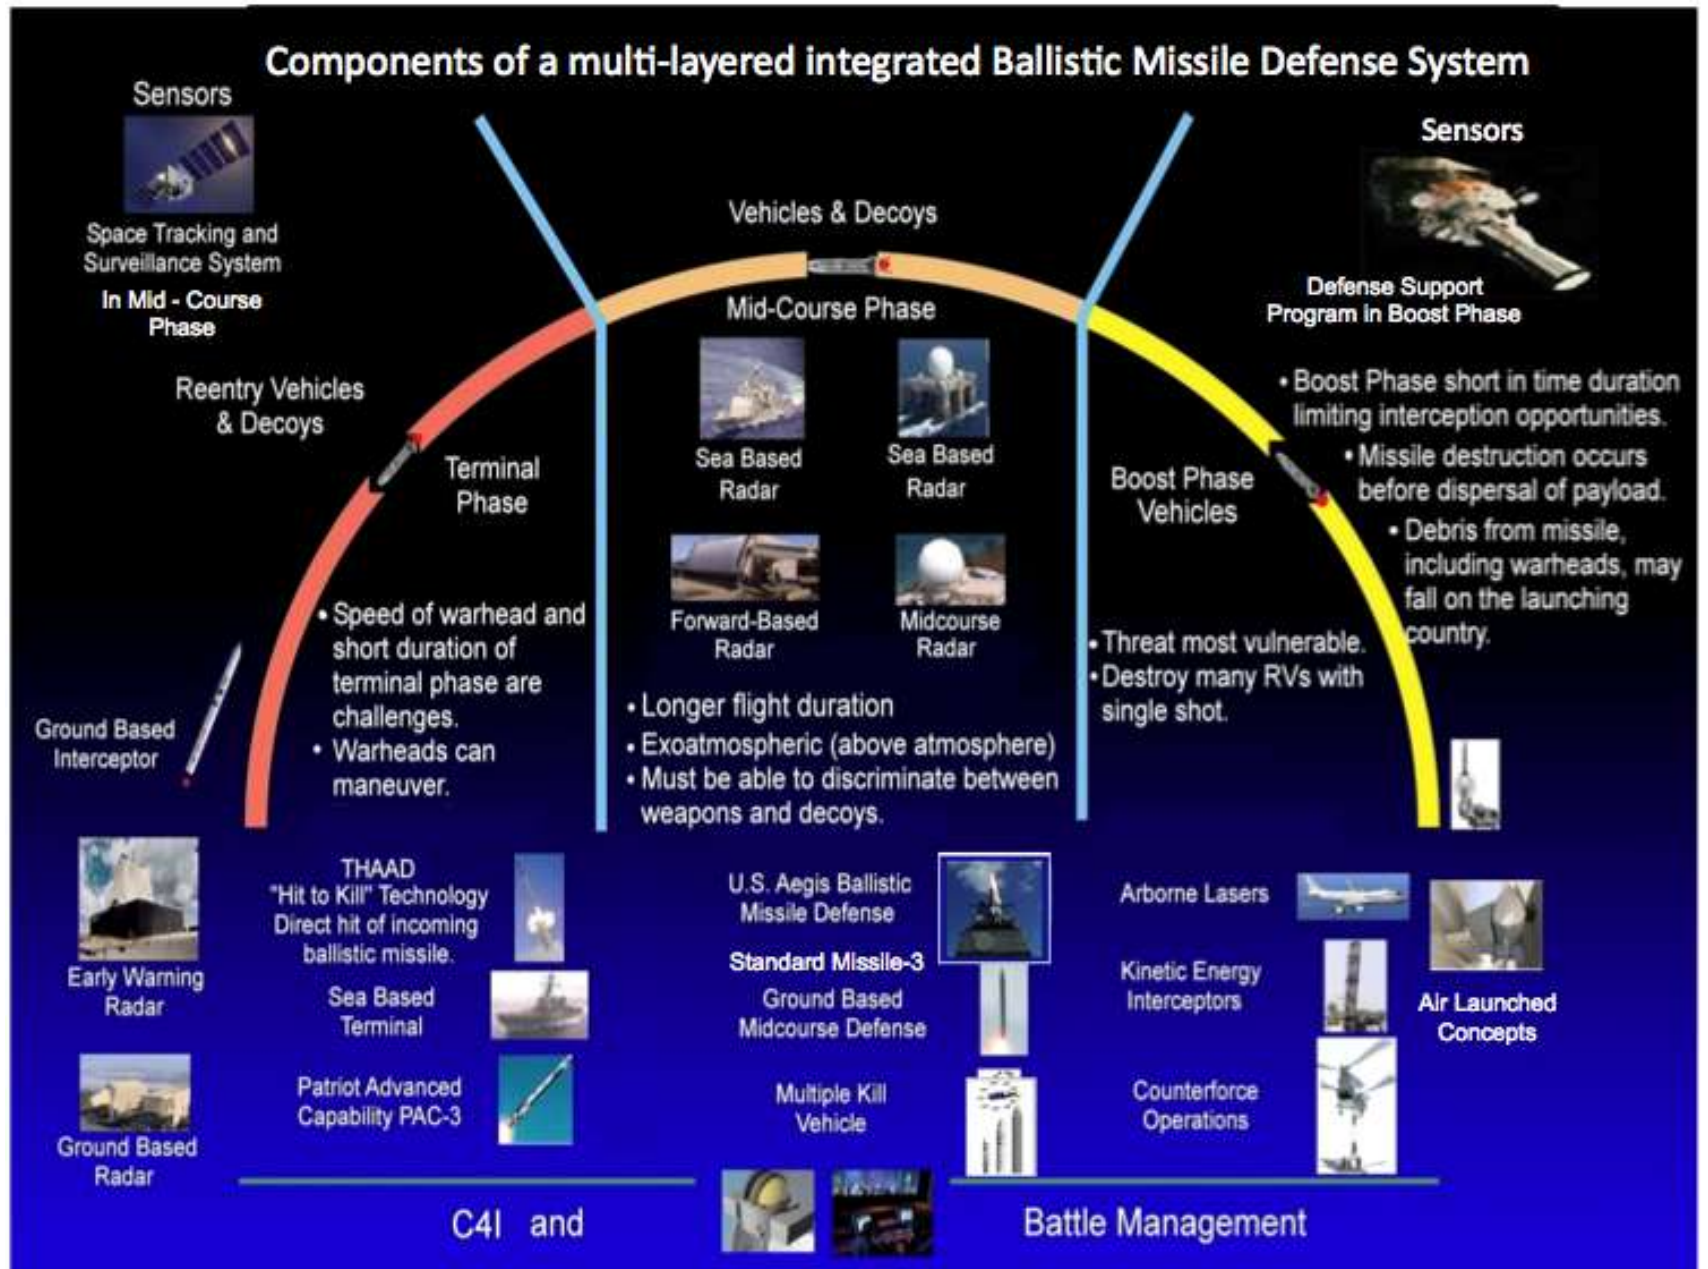 Components of a multi-layered integrated Ballistic Missile Defense System
Sensors
Space Tracking and
Surveillance System
In Mid - Course
Phase
Reentry Vehicles
& Decoys
Terminal
Phase
• Speed of warhead and
short duration of
terminal phase are
challenges.
• Warheads can
maneuver.
Ground Based
Interceptor
Vehicles & Decoys
Mid-Course Phase
Sea Based
Radar
Sea Based
Radar
Forward-Based
Radar
Midcourse
Radar
• Longer flight duration
• Exoatmospheric (above atmosphere)
• Must be able to discriminate between
weapons and decoys.
Sensors
Defense Support
Program in Boost Phase
• Boost Phase short in time duration
limiting interception opportunities.
• Missile destruction occurs
before dispersal of payload.
• Debris from missile,
including warheads, may
fall on the launching
country.
Boost Phase
Vehicles
• Threat most vulnerable.
• Destroy many RVs with
single shot.
Early Warning
Radar
Ground Based
Radar
THAAD
"Hit to Kill" Technology
Direct hit of incoming
ballistic missile.
Sea Based
Terminal
Patriot Advanced
Capability PAC-3
U.S. Aegis Ballistic
Missile Defense
Standard Missile-3
Ground Based
Midcourse Defense
Multiple Kill
Vehicle
Arborne Lasers
Kinetic Energy
Interceptors
Counterforce
Operations
Air Launched
Concepts
C4I and
Battle Management